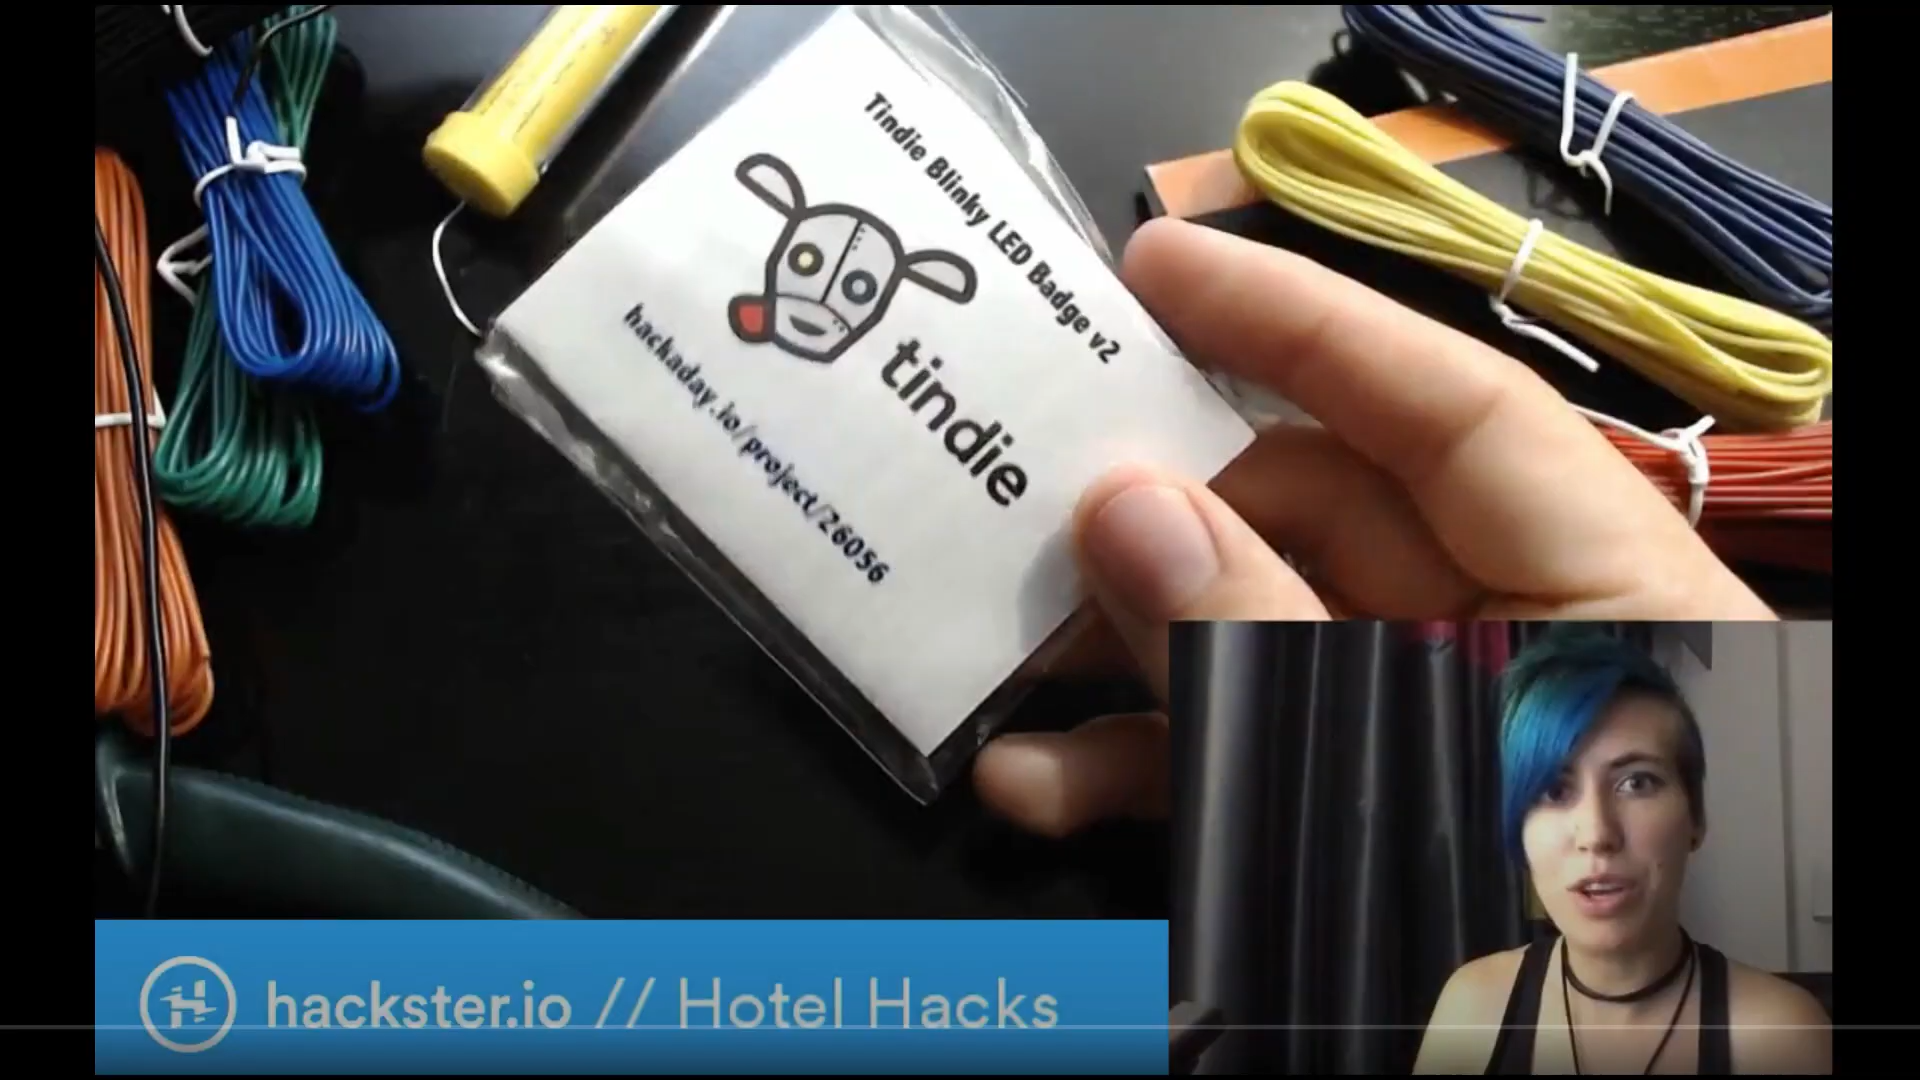 Tindie Blinky LED Badge v2
tindie
hackaday.io/project/26056
hackster.io // Hotel Hacks